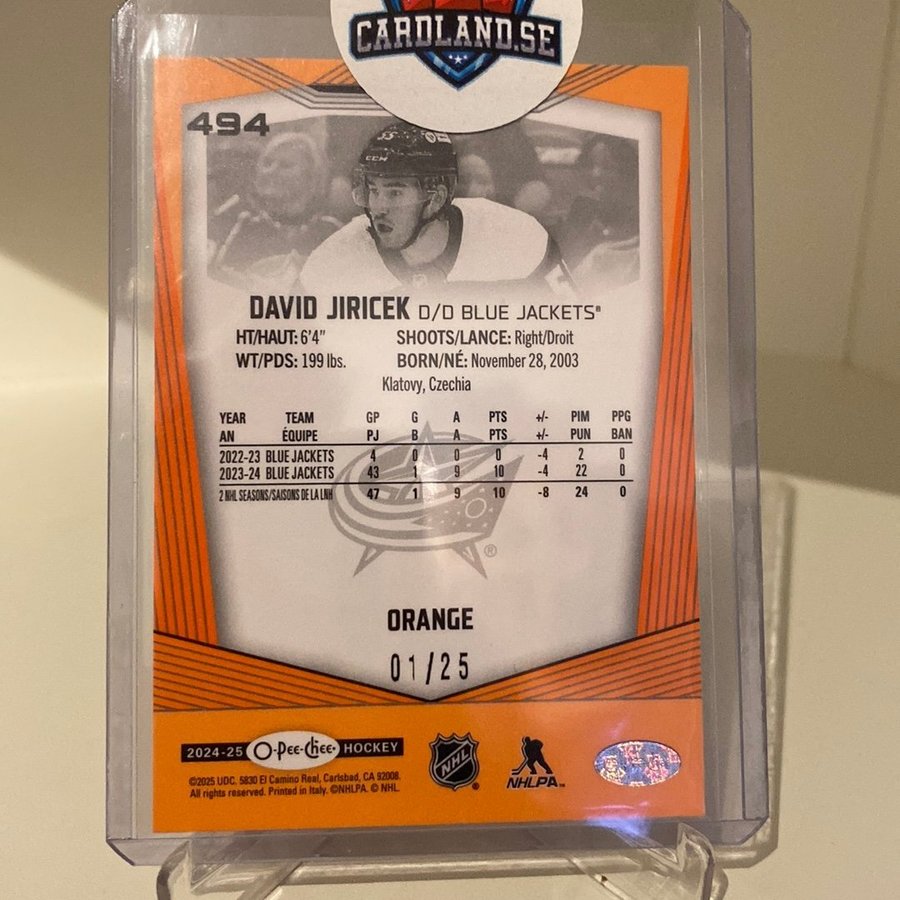 CARDLAND.SE
494
55
CCM
DAVID JIRICEK D/D BLUE JACKETS®
HT/HAUT: 6'4" SHOOTS/LANCE: Right/Droit
WT/PDS: 199 lbs. BORN/NÉ: November 28, 2003
Klatovy, Czechia
YEAR TEAM GP G A PTS +/- PIM PPG
AN ÉQUIPE PJ B A PTS +/- PUN BAN
2022-23 BLUE JACKETS 4 0 0 0 -4 2 0
2023-24 BLUE JACKETS 43 1 9 10 -4 22 0
2 NHL SEASONS/SAISONS DE LA LNH 47 1 9 10 -8 24 0
®
ORANGE
01/25
2024-25 O-Pee-Chee® HOCKEY
NHL
NHLPA™
©2025 UDC. 5830 El Camino Real, Carlsbad, CA 92008.
All rights reserved. Printed in Italy. ©NHLPA. © NHL.